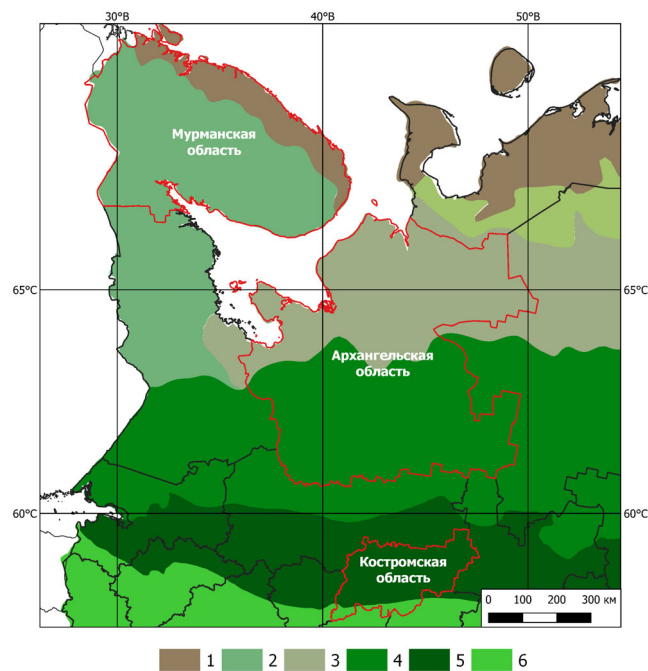 30°В 40°В 50°В
Мурманская
область
65°С 65°С
Архангельская
область
60°С 60°С
Костромская
область
0 100 200 300 км
1 2 3 4 5 6